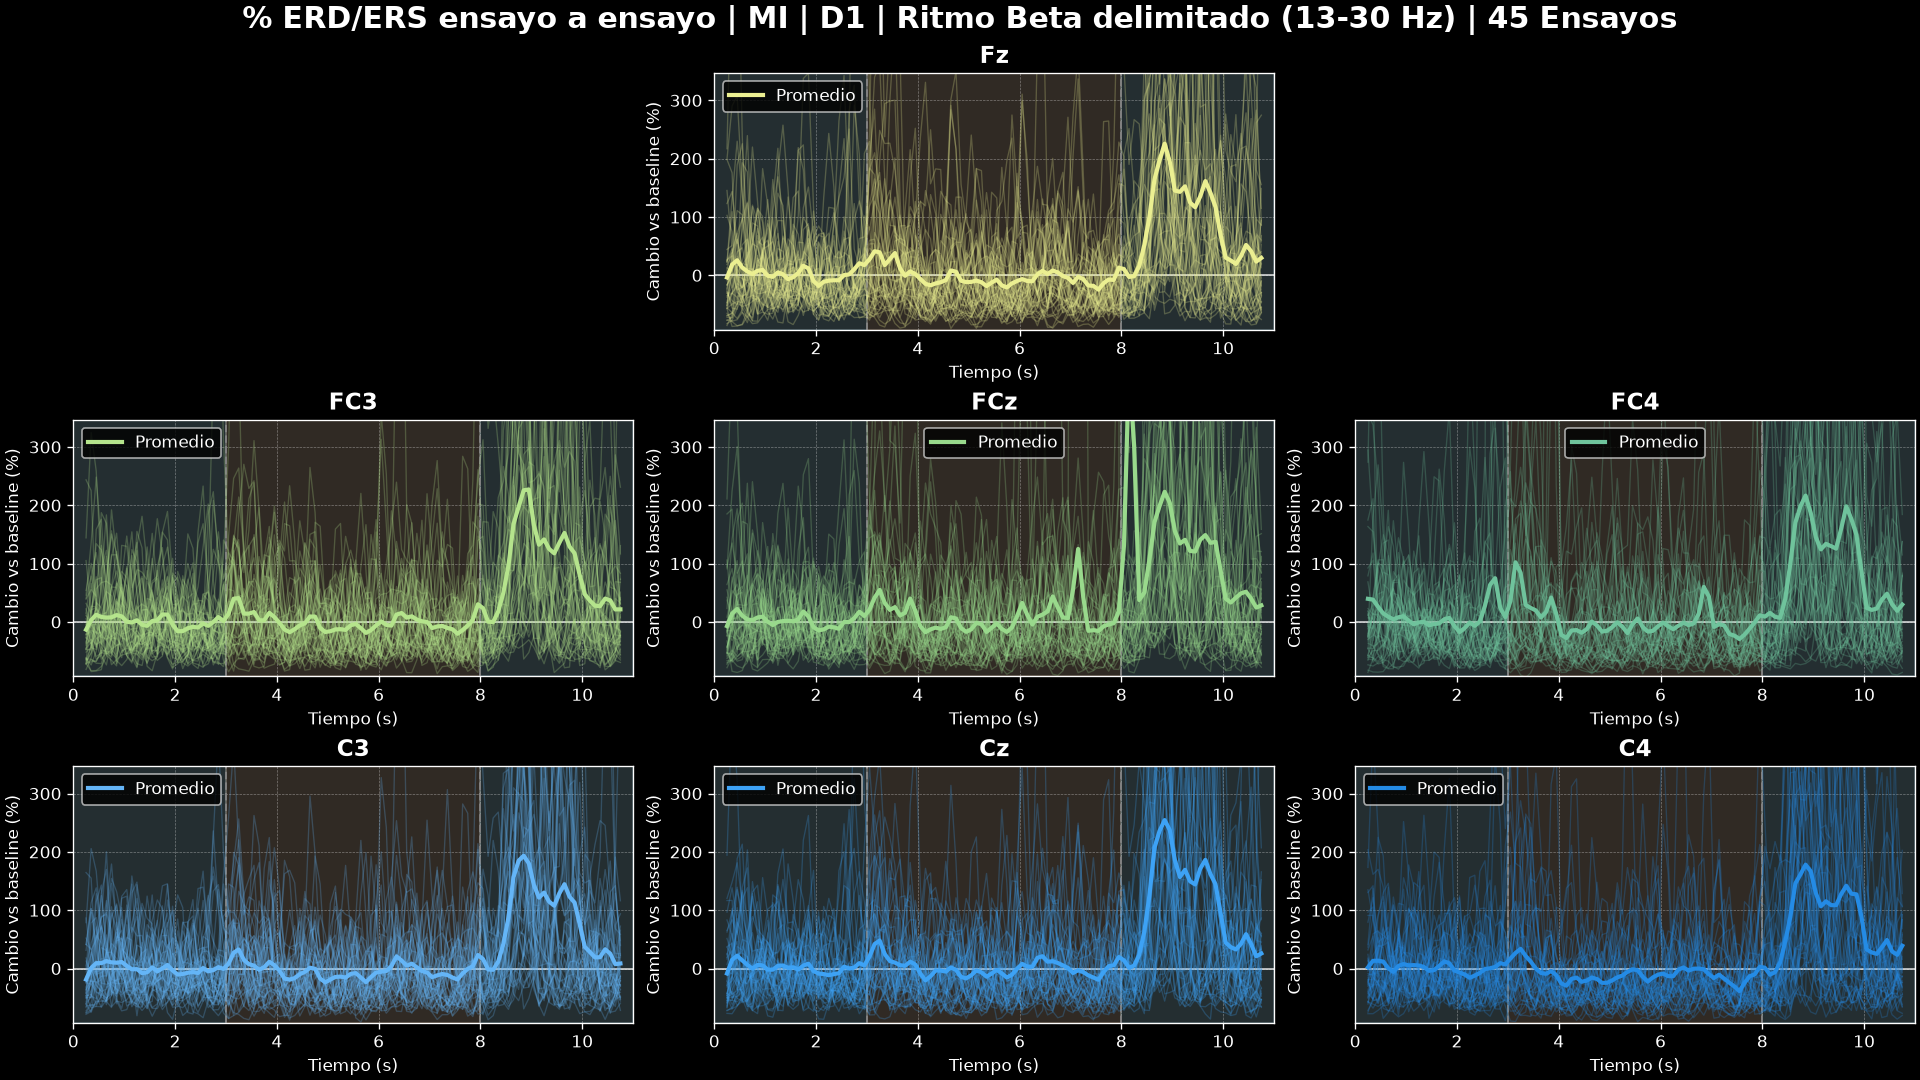 % ERD/ERS ensayo a ensayo | MI | D1 | Ritmo Beta delimitado (13-30 Hz) | 45 Ensayos
Fz
Promedio
Cambio vs baseline (%)
300
200
100
0
0 2 4 6 8 10
Tiempo (s)
FC3
Promedio
Cambio vs baseline (%)
300
200
100
0
0 2 4 6 8 10
Tiempo (s)
FCz
Promedio
Cambio vs baseline (%)
300
200
100
0
0 2 4 6 8 10
Tiempo (s)
FC4
Promedio
Cambio vs baseline (%)
300
200
100
0
0 2 4 6 8 10
Tiempo (s)
C3
Promedio
Cambio vs baseline (%)
300
200
100
0
0 2 4 6 8 10
Tiempo (s)
Cz
Promedio
Cambio vs baseline (%)
300
200
100
0
0 2 4 6 8 10
Tiempo (s)
C4
Promedio
Cambio vs baseline (%)
300
200
100
0
0 2 4 6 8 10
Tiempo (s)